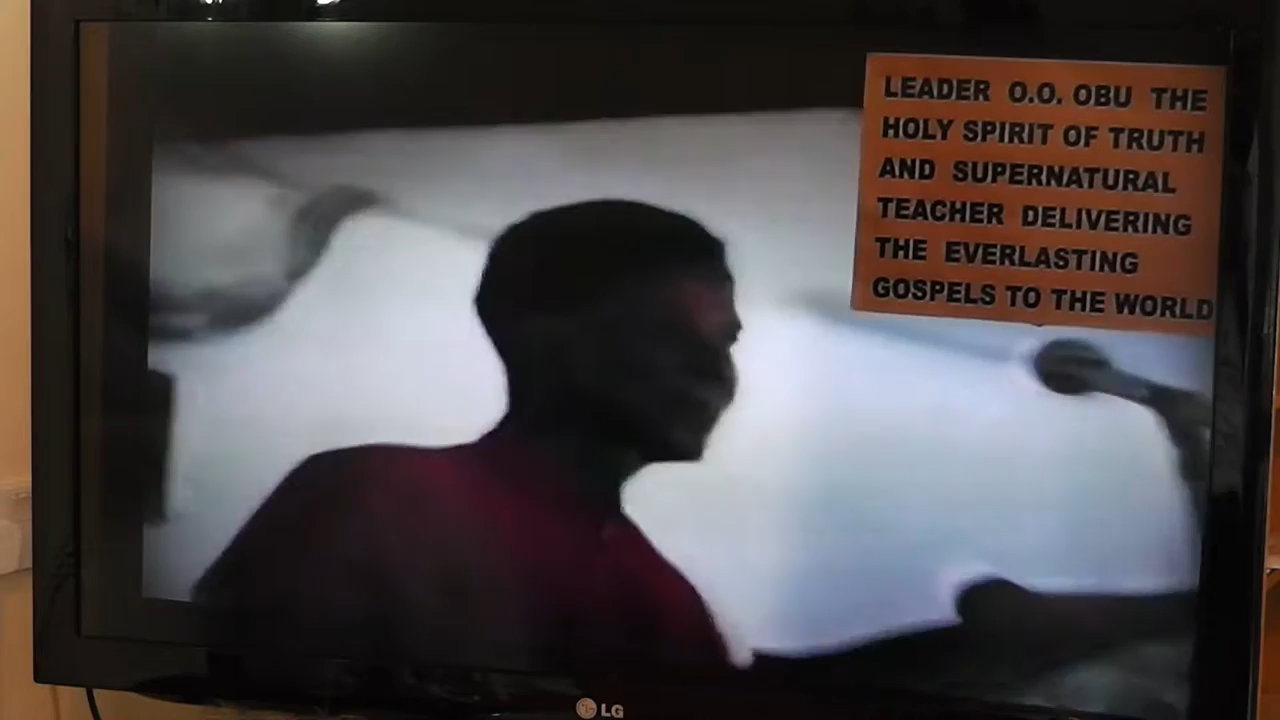 LEADER O.O. OBU THE
HOLY SPIRIT OF TRUTH
AND SUPERNATURAL
TEACHER DELIVERING
THE EVERLASTING
GOSPELS TO THE WORLD
LG